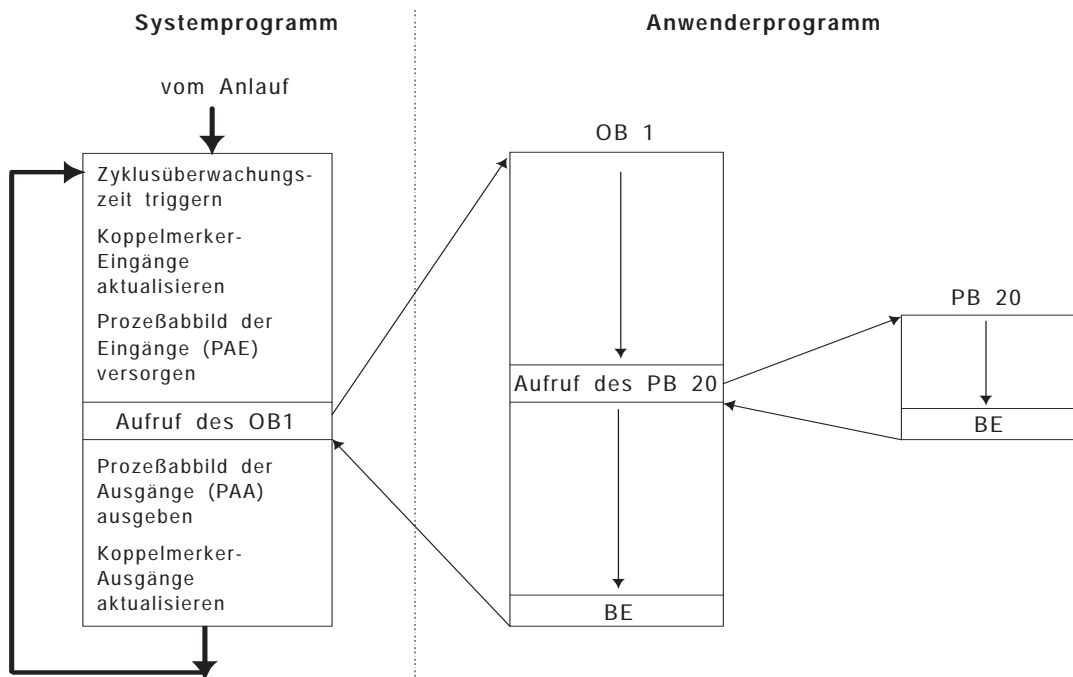 Systemprogramm
Anwenderprogramm
vom Anlauf
Zyklusüberwachungs-
zeit triggern
Koppelmerker-
Eingänge
aktualisieren
Prozeßabbild der
Eingänge (PAE)
versorgen
Aufruf des OB1
Prozeßabbild der
Ausgänge (PAA)
ausgeben
Koppelmerker-
Ausgänge
aktualisieren
OB 1
Aufruf des PB 20
BE
PB 20
BE